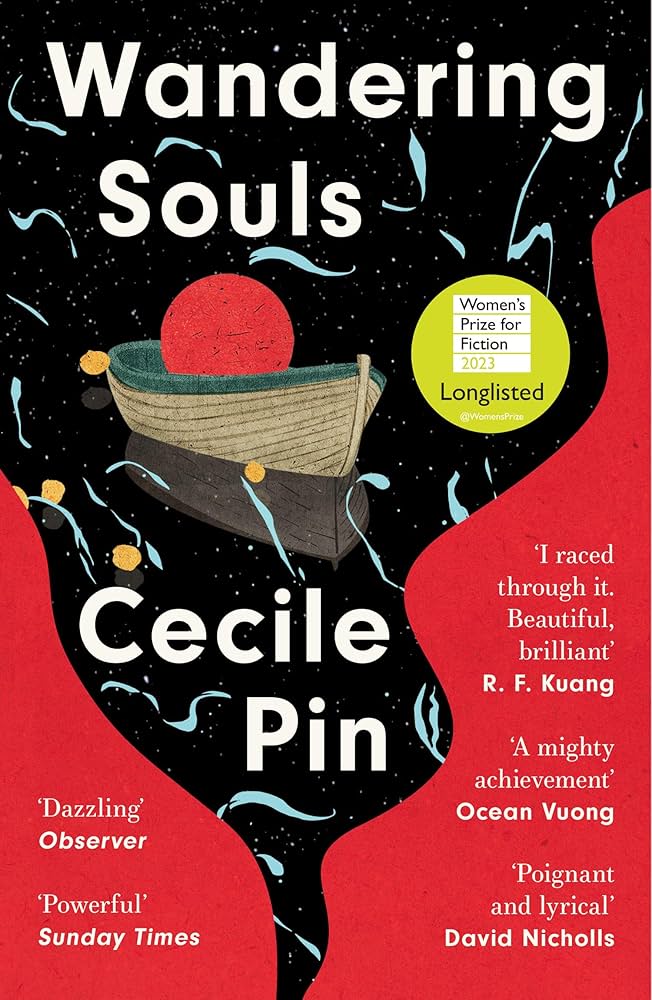 Wandering
Souls
Women's
Prize for
Fiction
2023
Longlisted
@WomensPrize
Cecile
Pin
'I raced
through it.
Beautiful,
brilliant'
R. F. Kuang
'A mighty
achievement'
Ocean Vuong
'Poignant
and lyrical'
David Nicholls
'Dazzling'
Observer
'Powerful'
Sunday Times